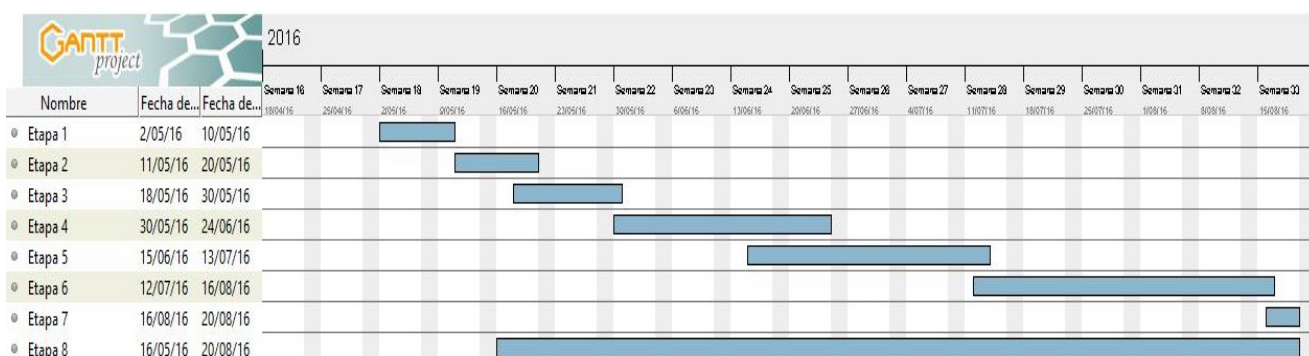 GANTT
project
2016
Nombre Fecha de... Fecha de...
Semana 16 Semana 17 Semana 18 Semana 19 Semana 20 Semana 21 Semana 22 Semana 23 Semana 24 Semana 25 Semana 26 Semana 27 Semana 28 Semana 29 Semana 30 Semana 31 Semana 32 Semana 33
18/04/16 25/04/16 2/05/16 9/05/16 16/05/16 23/05/16 30/05/16 6/06/16 13/06/16 20/06/16 27/06/16 4/07/16 11/07/16 18/07/16 25/07/16 1/08/16 8/08/16 15/08/16
Etapa 1 2/05/16 10/05/16
Etapa 2 11/05/16 20/05/16
Etapa 3 18/05/16 30/05/16
Etapa 4 30/05/16 24/06/16
Etapa 5 15/06/16 13/07/16
Etapa 6 12/07/16 16/08/16
Etapa 7 16/08/16 20/08/16
Etapa 8 16/05/16 20/08/16